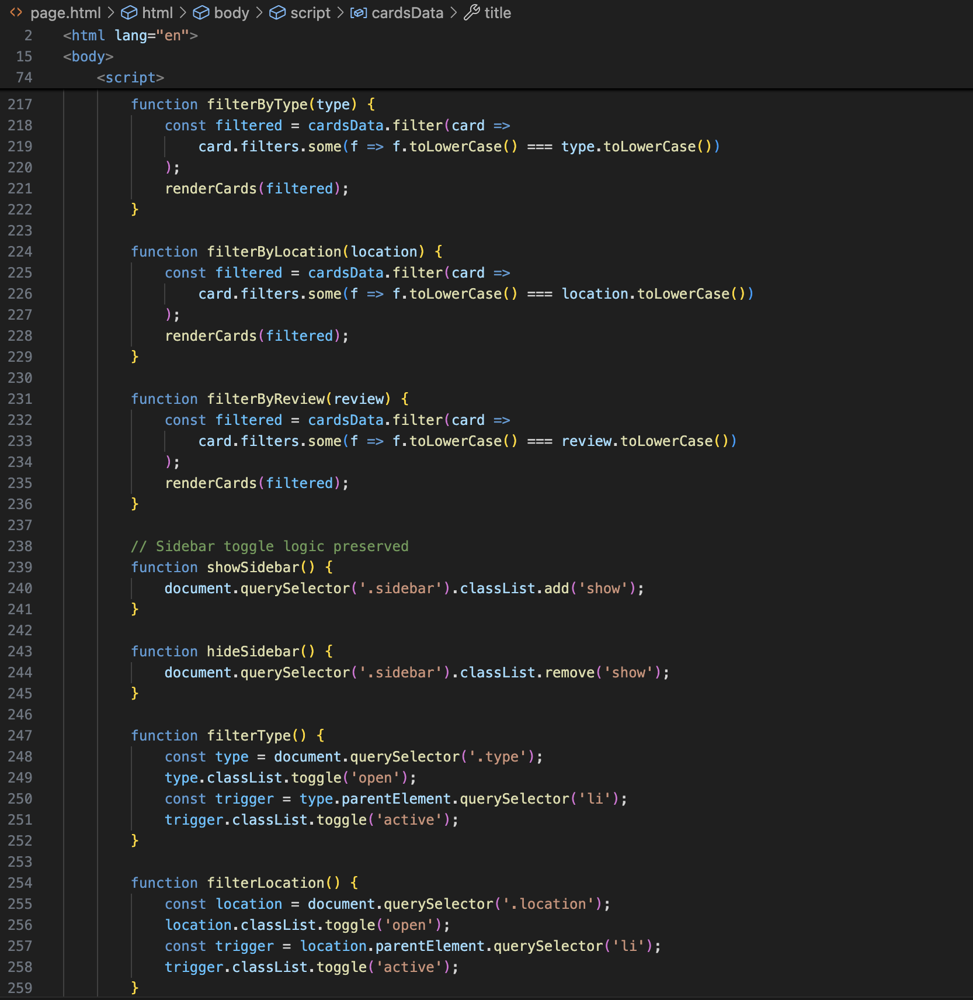 page.html > html > body > script > cardsData > title
2 <html lang="en">
15 <body>
74 <script>
217 function filterByType(type) {
218 const filtered = cardsData.filter(card =>
219 card.filters.some(f => f.toLowerCase() === type.toLowerCase())
220 );
221 renderCards(filtered);
222 }
223
224 function filterByLocation(location) {
225 const filtered = cardsData.filter(card =>
226 card.filters.some(f => f.toLowerCase() === location.toLowerCase())
227 );
228 renderCards(filtered);
229 }
230
231 function filterByReview(review) {
232 const filtered = cardsData.filter(card =>
233 card.filters.some(f => f.toLowerCase() === review.toLowerCase())
234 );
235 renderCards(filtered);
236 }
237
238 // Sidebar toggle logic preserved
239 function showSidebar() {
240 document.querySelector('.sidebar').classList.add('show');
241 }
242
243 function hideSidebar() {
244 document.querySelector('.sidebar').classList.remove('show');
245 }
246
247 function filterType() {
248 const type = document.querySelector('.type');
249 type.classList.toggle('open');
250 const trigger = type.parentElement.querySelector('li');
251 trigger.classList.toggle('active');
252 }
253
254 function filterLocation() {
255 const location = document.querySelector('.location');
256 location.classList.toggle('open');
257 const trigger = location.parentElement.querySelector('li');
258 trigger.classList.toggle('active');
259 }